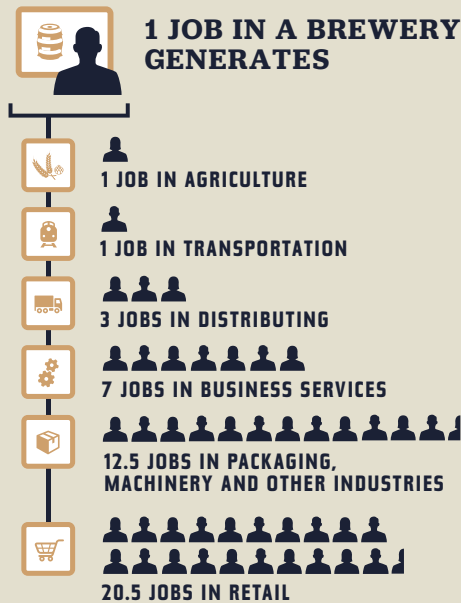 1 JOB IN A BREWERY
GENERATES
1 JOB IN AGRICULTURE
1 JOB IN TRANSPORTATION
3 JOBS IN DISTRIBUTING
7 JOBS IN BUSINESS SERVICES
12.5 JOBS IN PACKAGING,
MACHINERY AND OTHER INDUSTRIES
20.5 JOBS IN RETAIL